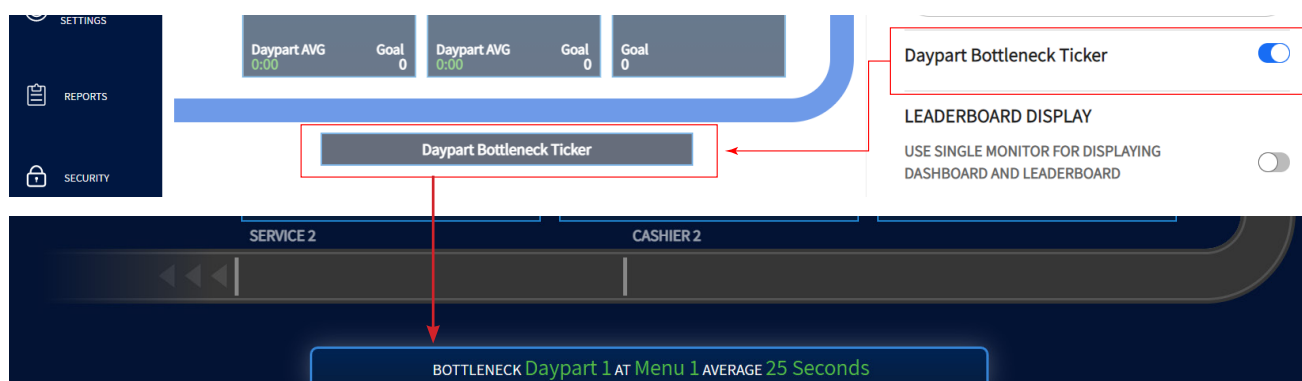 SETTINGS
REPORTS
SECURITY
Daypart AVG Goal
0:00 0
Daypart AVG Goal
0:00 0
Goal
0
Daypart Bottleneck Ticker
Daypart Bottleneck Ticker
LEADERBOARD DISPLAY
USE SINGLE MONITOR FOR DISPLAYING
DASHBOARD AND LEADERBOARD
SERVICE 2
CASHIER 2
BOTTLENECK Daypart 1 AT Menu 1 AVERAGE 25 Seconds